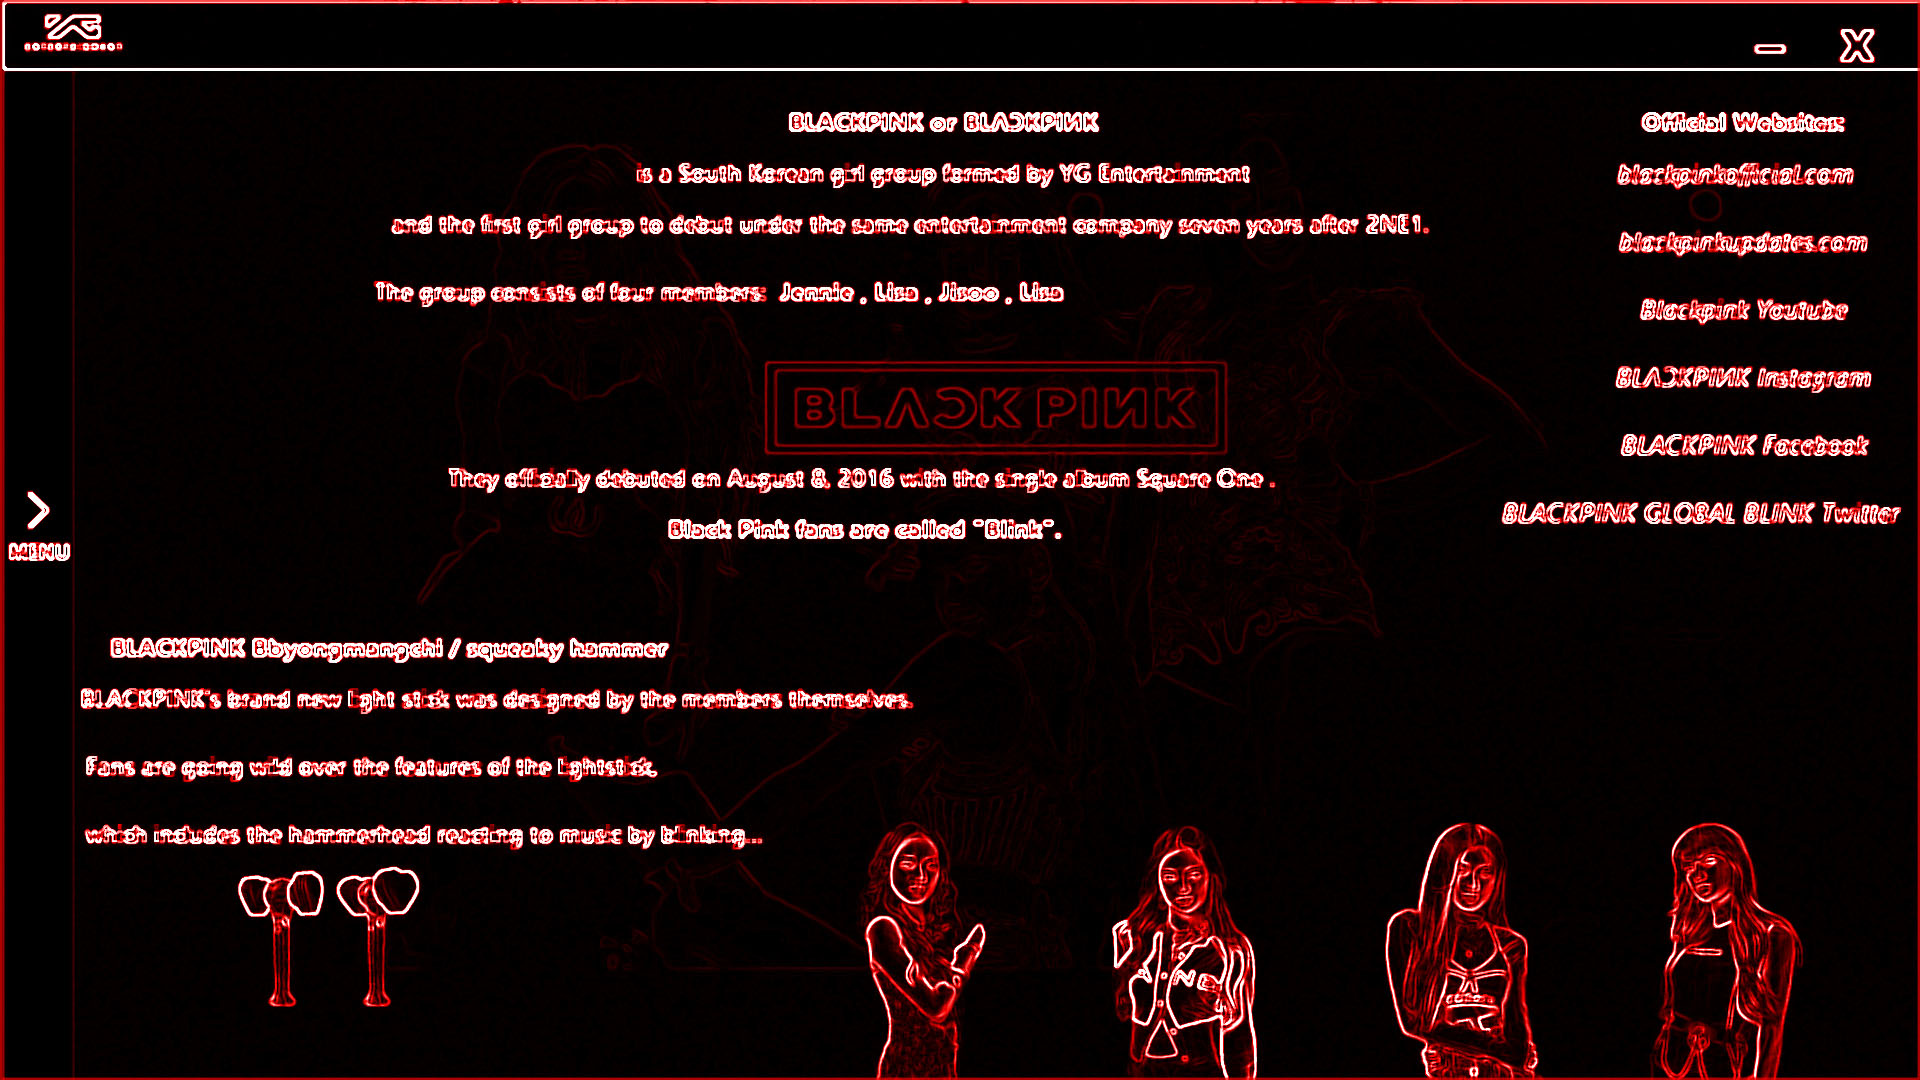 YG
BLACKPINK or BLAƆKPIИK
is a South Korean girl group formed by YG Entertainment
and the first girl group to debut under the same entertainment company seven years after 2NE1.
The group consists of four members: Jennie , Lisa , Jisoo , Lisa
BLAƆKPIИK
They officially debuted on August 8, 2016 with the single album Square One .
Black Pink fans are called "Blink".
Official Websites:
blackpinkofficial.com
blackpinkupdates.com
Blackpink Youtube
BLAƆKPIИK Instagram
BLACKPINK Facebook
BLACKPINK GLOBAL BLINK Twitter
MENU
BLACKPINK Bbyongmangchi / squeaky hammer
BLACKPINK's brand new light stick was designed by the members themselves.
Fans are going wild over the features of the lightstick,
which includes the hammerhead reacting to music by blinking...